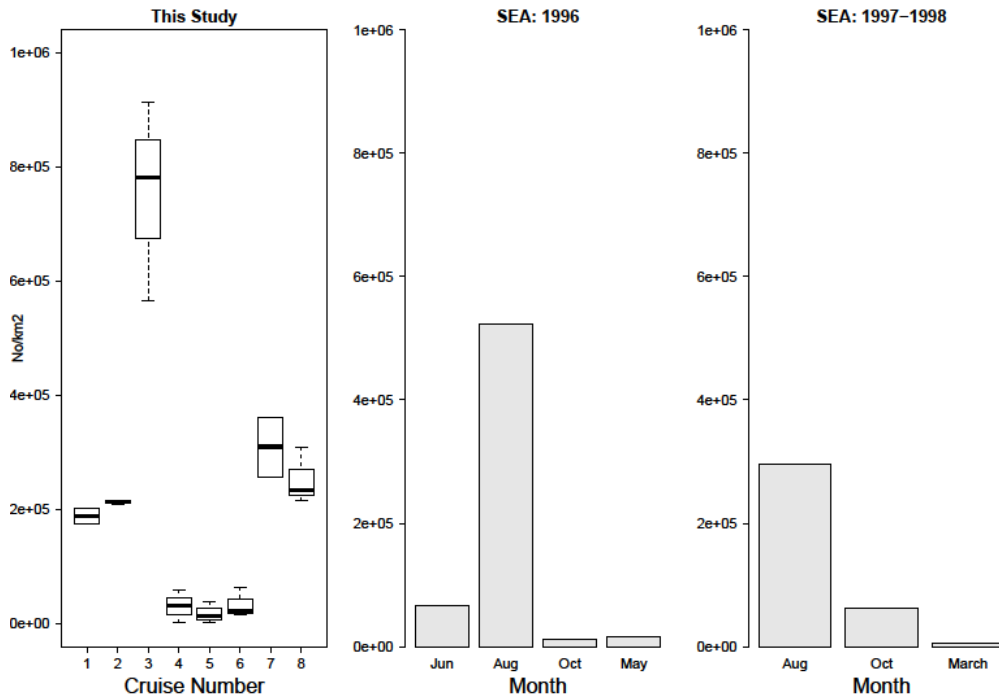 This Study
No/km2
1e+06
8e+05
6e+05
4e+05
2e+05
0e+00
1 2 3 4 5 6 7 8
Cruise Number
SEA: 1996
1e+06
8e+05
6e+05
4e+05
2e+05
0e+00
Jun Aug Oct May
Month
SEA: 1997−1998
1e+06
8e+05
6e+05
4e+05
2e+05
0e+00
Aug Oct March
Month